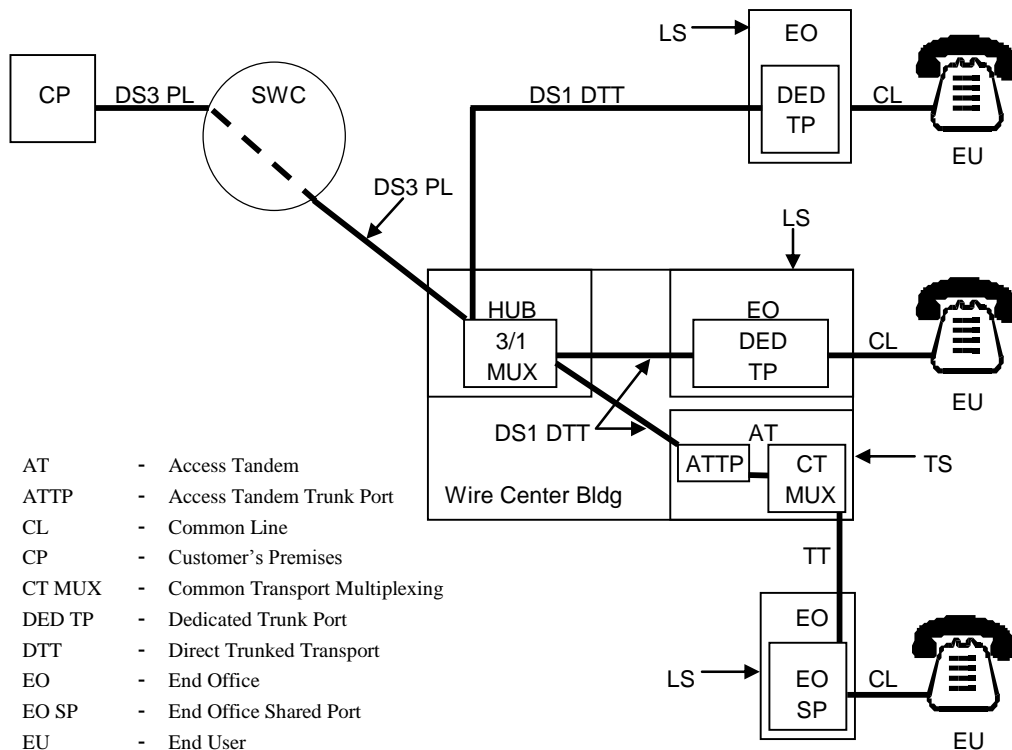 LS
EO
CP
DS3 PL
SWC
DS1 DTT
DED
TP
CL
EU
DS3 PL
LS
HUB
EO
3/1
MUX
DED
TP
CL
EU
DS1 DTT
AT
ATTP
CT
MUX
TS
Wire Center Bldg
TT
EO
LS
EO
SP
CL
EU
AT - Access Tandem
ATTP - Access Tandem Trunk Port
CL - Common Line
CP - Customer's Premises
CT MUX - Common Transport Multiplexing
DED TP - Dedicated Trunk Port
DTT - Direct Trunked Transport
EO - End Office
EO SP - End Office Shared Port
EU - End User